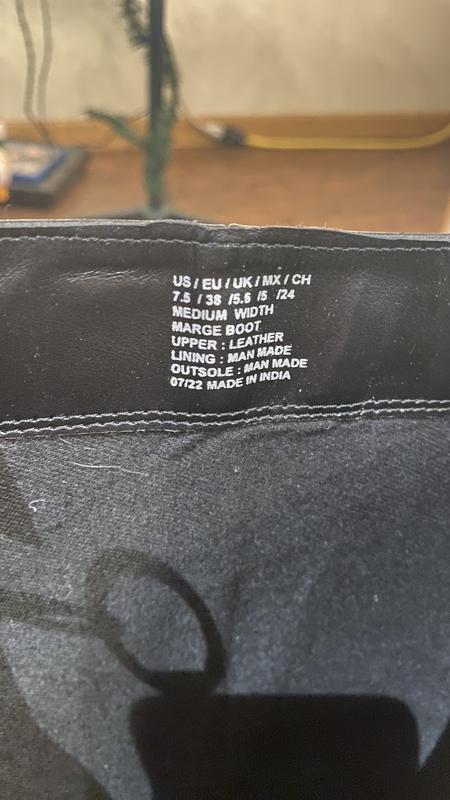 US / EU / UK / MX / CH
7.5 / 38 /5.5 /5 /24
MEDIUM WIDTH
MARGE BOOT
UPPER : LEATHER
LINING : MAN MADE
OUTSOLE : MAN MADE
07/22 MADE IN INDIA